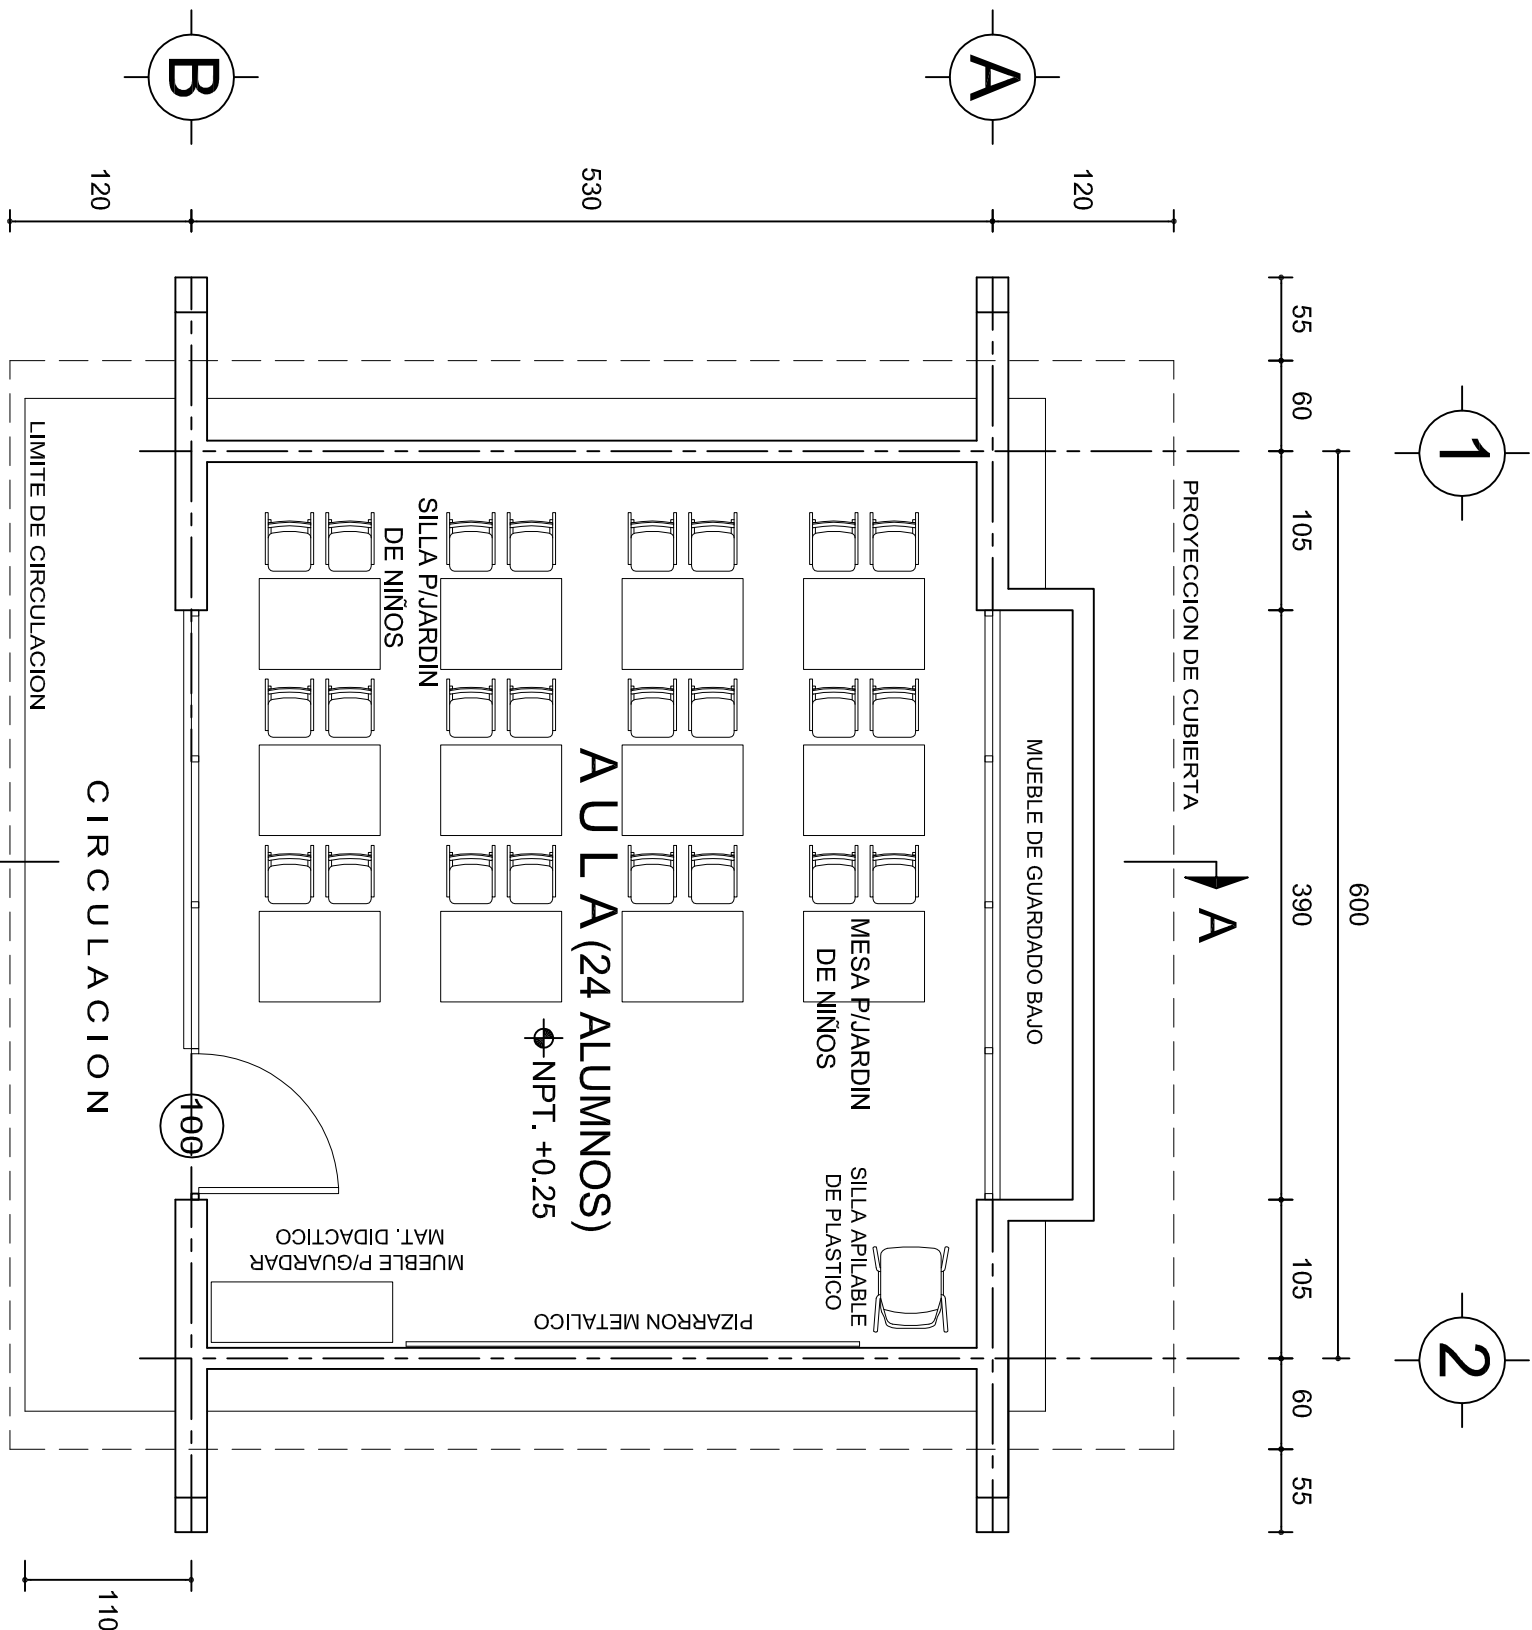 1
2
600
55
60
105
390
105
60
55
A
B
120
530
120
110
PROYECCION DE CUBIERTA
A
MUEBLE DE GUARDADO BAJO
MESA P/JARDIN
DE NIÑOS
SILLA APILABLE
DE PLASTICO
A U L A (24 ALUMNOS)
NPT. +0.25
SILLA P/JARDIN
DE NIÑOS
PIZARRON METALICO
MUEBLE P/GUARDAR
MAT. DIDACTICO
100
C I R C U L A C I O N
LIMITE DE CIRCULACION